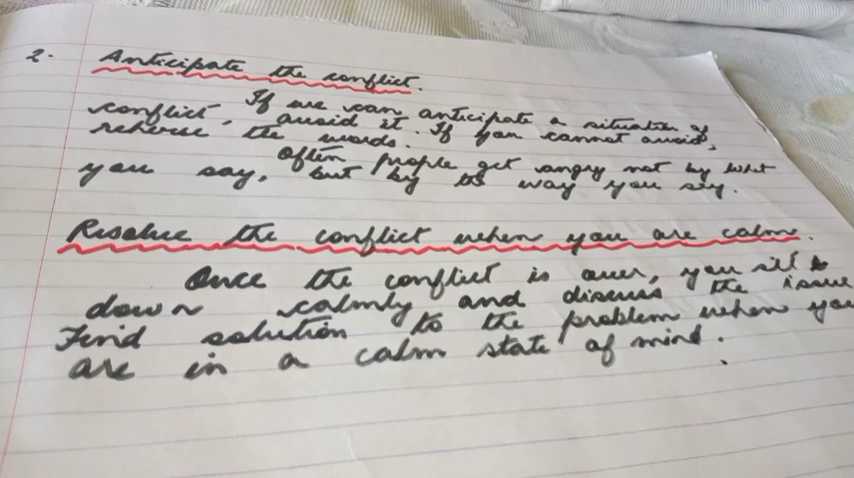 2. Anticipate the conflict.
If we can anticipate a situation of
conflict, avoid it. If you cannot avoid,
reherse the words.
Often people get angry not by what
you say, but by the way you say.
Resolve the conflict when you are calm.
Once the conflict is over, you sit
down calmly and discuss the issue
Find solution to the problem when you
are in a calm state of mind.